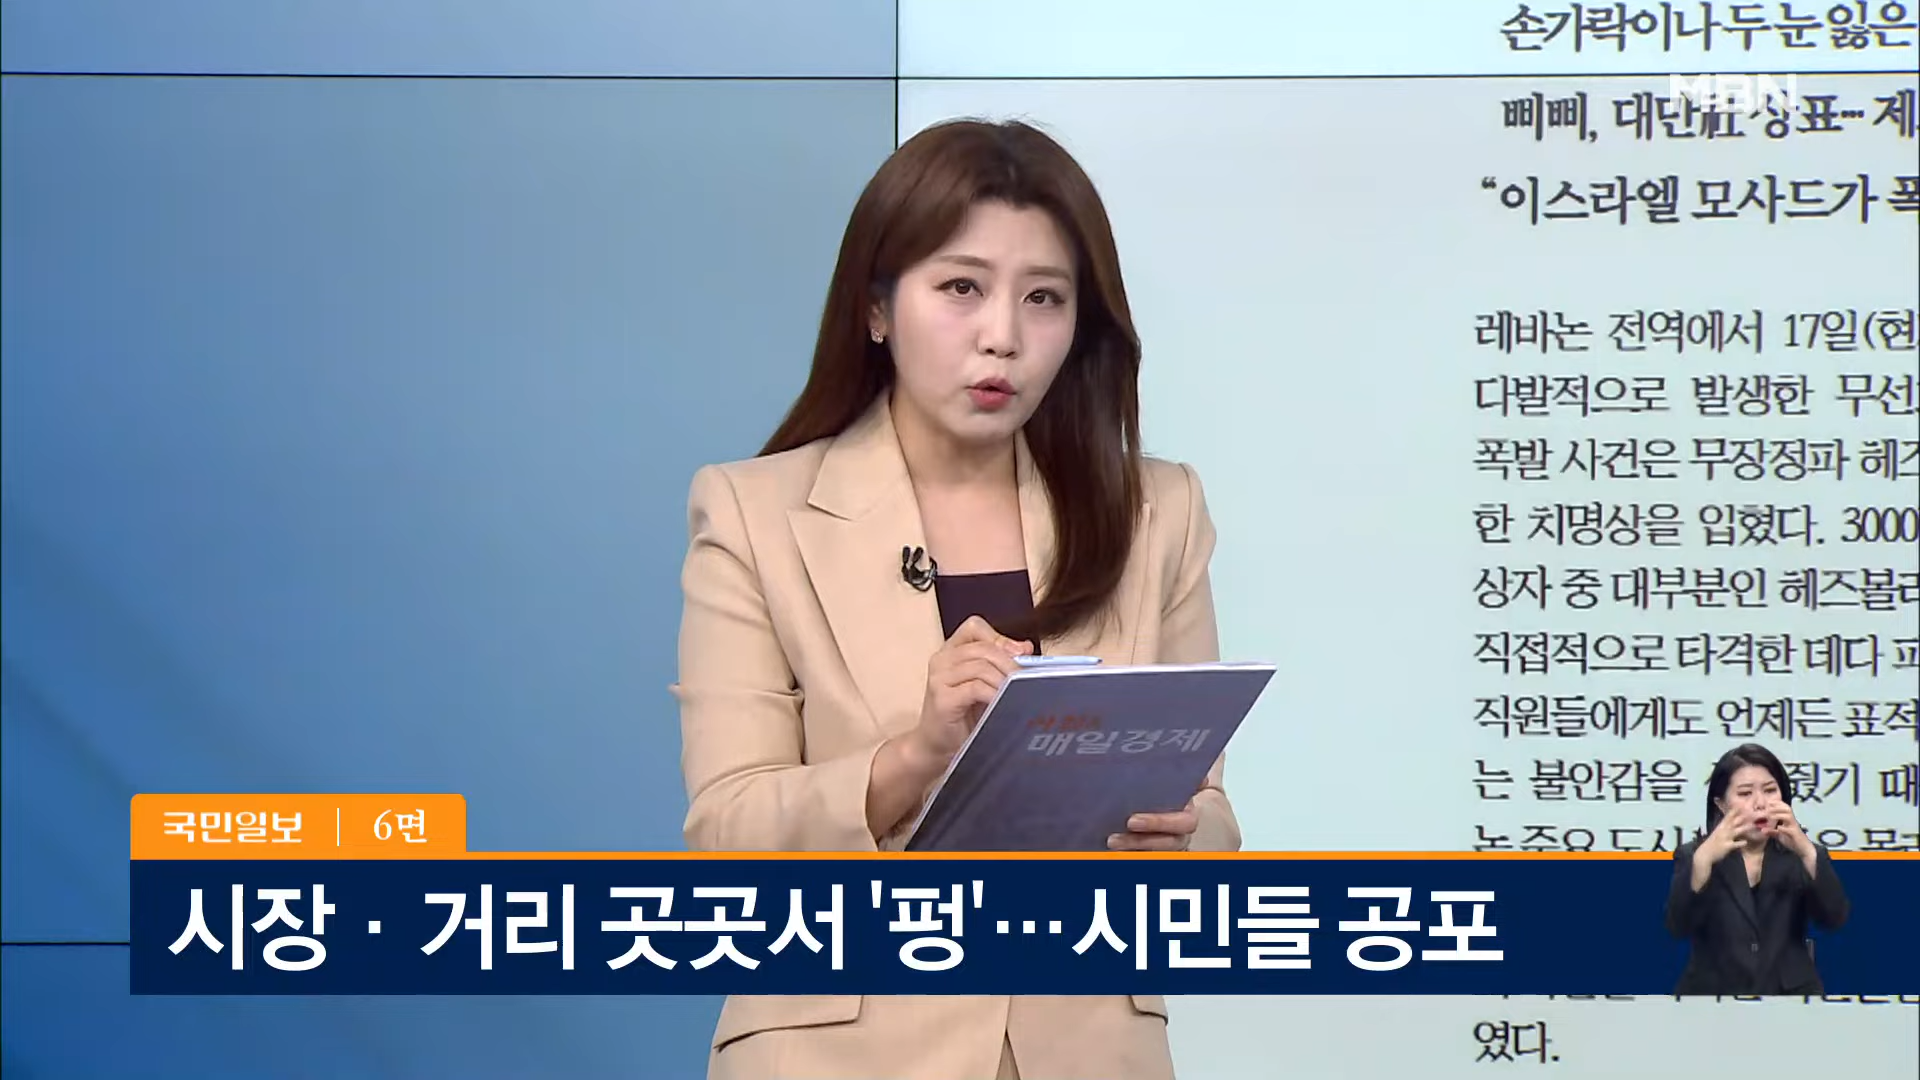 손가락이나 두 눈 잃은
MBN
삐삐, 대만社 상표… 제
“이스라엘 모사드가 폭
레바논 전역에서 17일(현
다발적으로 발생한 무선
폭발 사건은 무장정파 헤즈
한 치명상을 입혔다. 3000
상자 중 대부분인 헤즈볼라
직접적으로 타격한 데다 피
직원들에게도 언제든 표적
는 불안감을 줬기 때
매일경제
국민일보 | 6면
시장· 거리 곳곳서 '펑'…시민들 공포
였다.